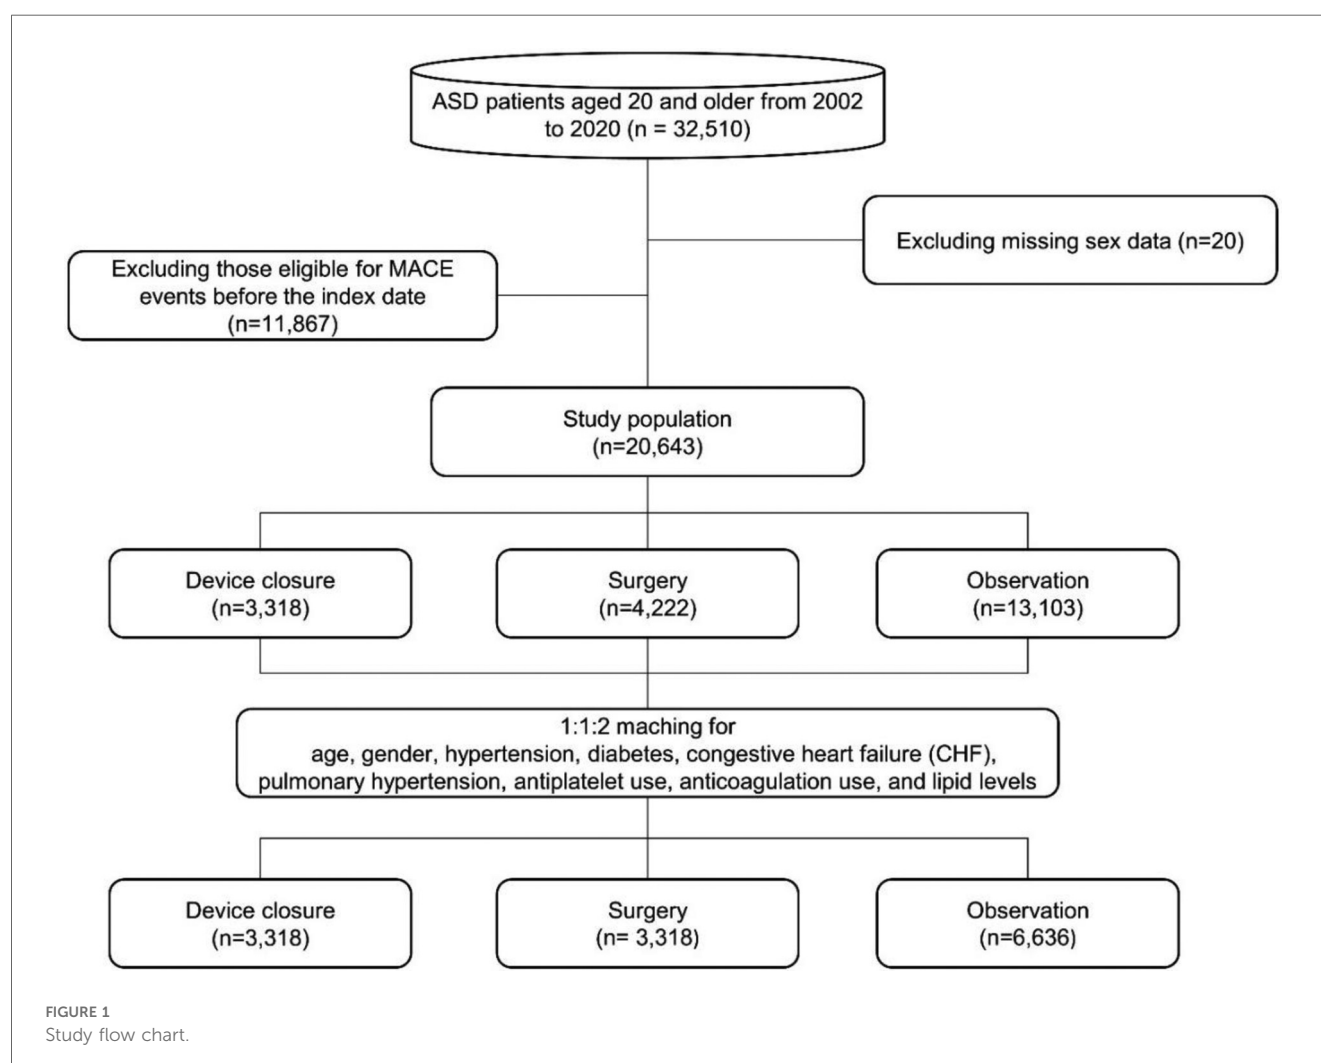 ASD patients aged 20 and older from 2002
to 2020 (n = 32,510)
Excluding missing sex data (n=20)
Excluding those eligible for MACE
events before the index date
(n=11,867)
Study population
(n=20,643)
Device closure
(n=3,318)
Surgery
(n=4,222)
Observation
(n=13,103)
1:1:2 maching for
age, gender, hypertension, diabetes, congestive heart failure (CHF),
pulmonary hypertension, antiplatelet use, anticoagulation use, and lipid levels
Device closure
(n=3,318)
Surgery
(n= 3,318)
Observation
(n=6,636)
FIGURE 1
Study flow chart.